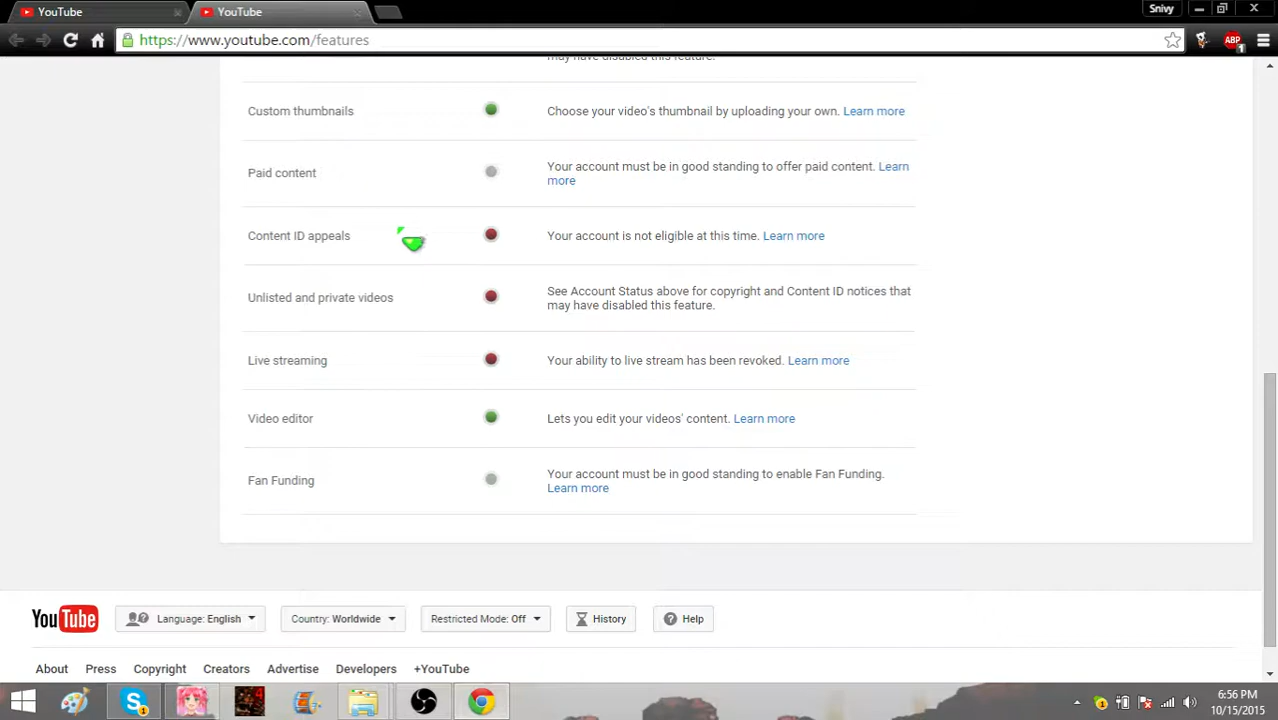 YouTube
YouTube
Snivy
https://www.youtube.com/features
ABP
1
may have disabled this feature.
Custom thumbnails
Choose your video's thumbnail by uploading your own. Learn more
Paid content
Your account must be in good standing to offer paid content. Learn
more
Content ID appeals
Your account is not eligible at this time. Learn more
Unlisted and private videos
See Account Status above for copyright and Content ID notices that
may have disabled this feature.
Live streaming
Your ability to live stream has been revoked. Learn more
Video editor
Lets you edit your videos' content. Learn more
Fan Funding
Your account must be in good standing to enable Fan Funding.
Learn more
YouTube
Language: English
Country: Worldwide
Restricted Mode: Off
History
Help
About
Press
Copyright
Creators
Advertise
Developers
+YouTube
6:56 PM
10/15/2015